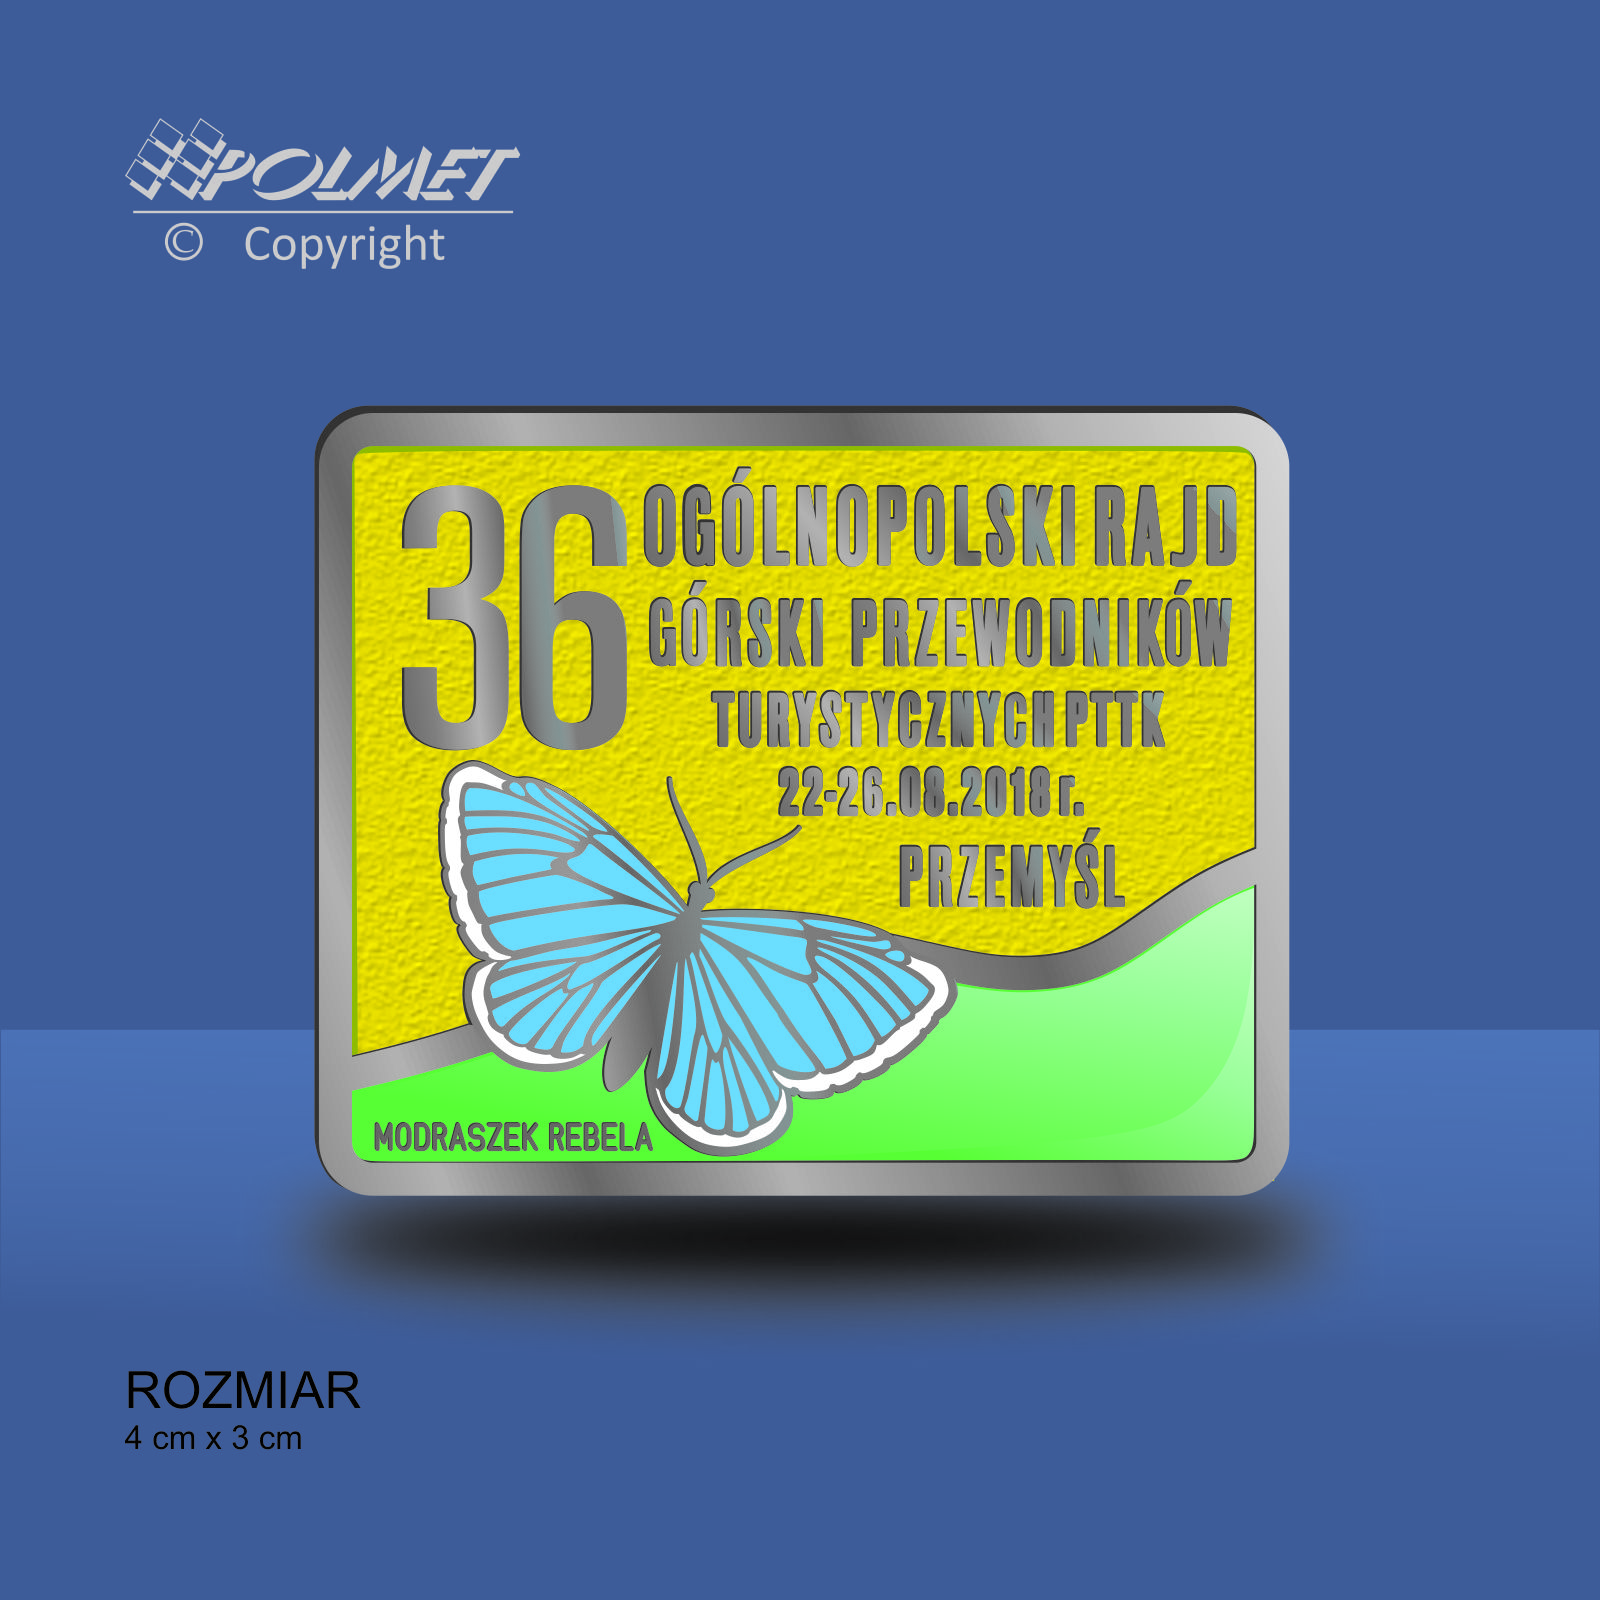 POLMET
© Copyright
36 OGÓLNOPOLSKI RAJD
GÓRSKI PRZEWODNIKÓW
TURYSTYCZNYCH PTTK
22-26.08.2018 r.
PRZEMYŚL
MODRASZEK REBELA
ROZMIAR
4 cm x 3 cm